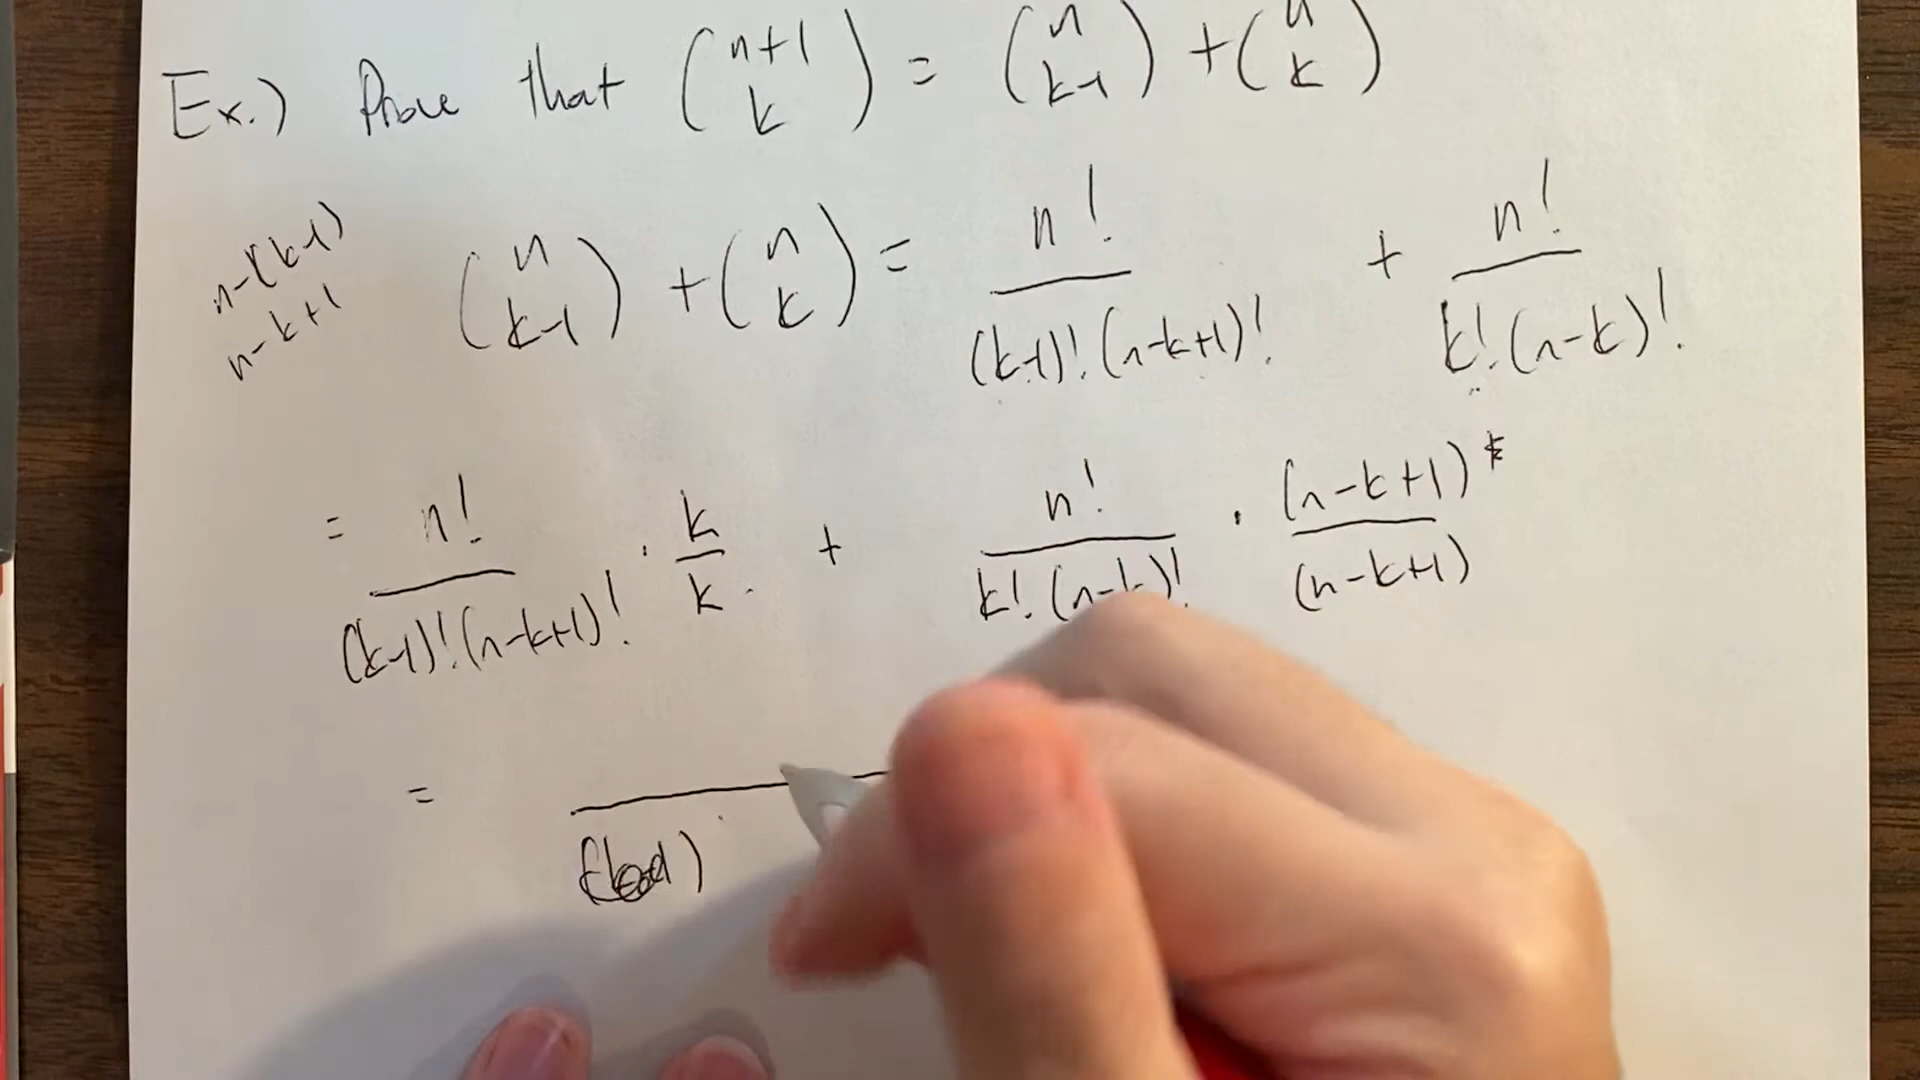 Ex.) Prove that (n+1 k) = (n k-1) + (n k)
n-(k-1)
n-k+1
(n k-1) + (n k) = n! / (k-1)!(n-k+1)! + n! / k!(n-k)!
= n! / (k-1)!(n-k+1)! · k/k + n! / k!(n-k)! · (n-k+1) / (n-k+1)
=